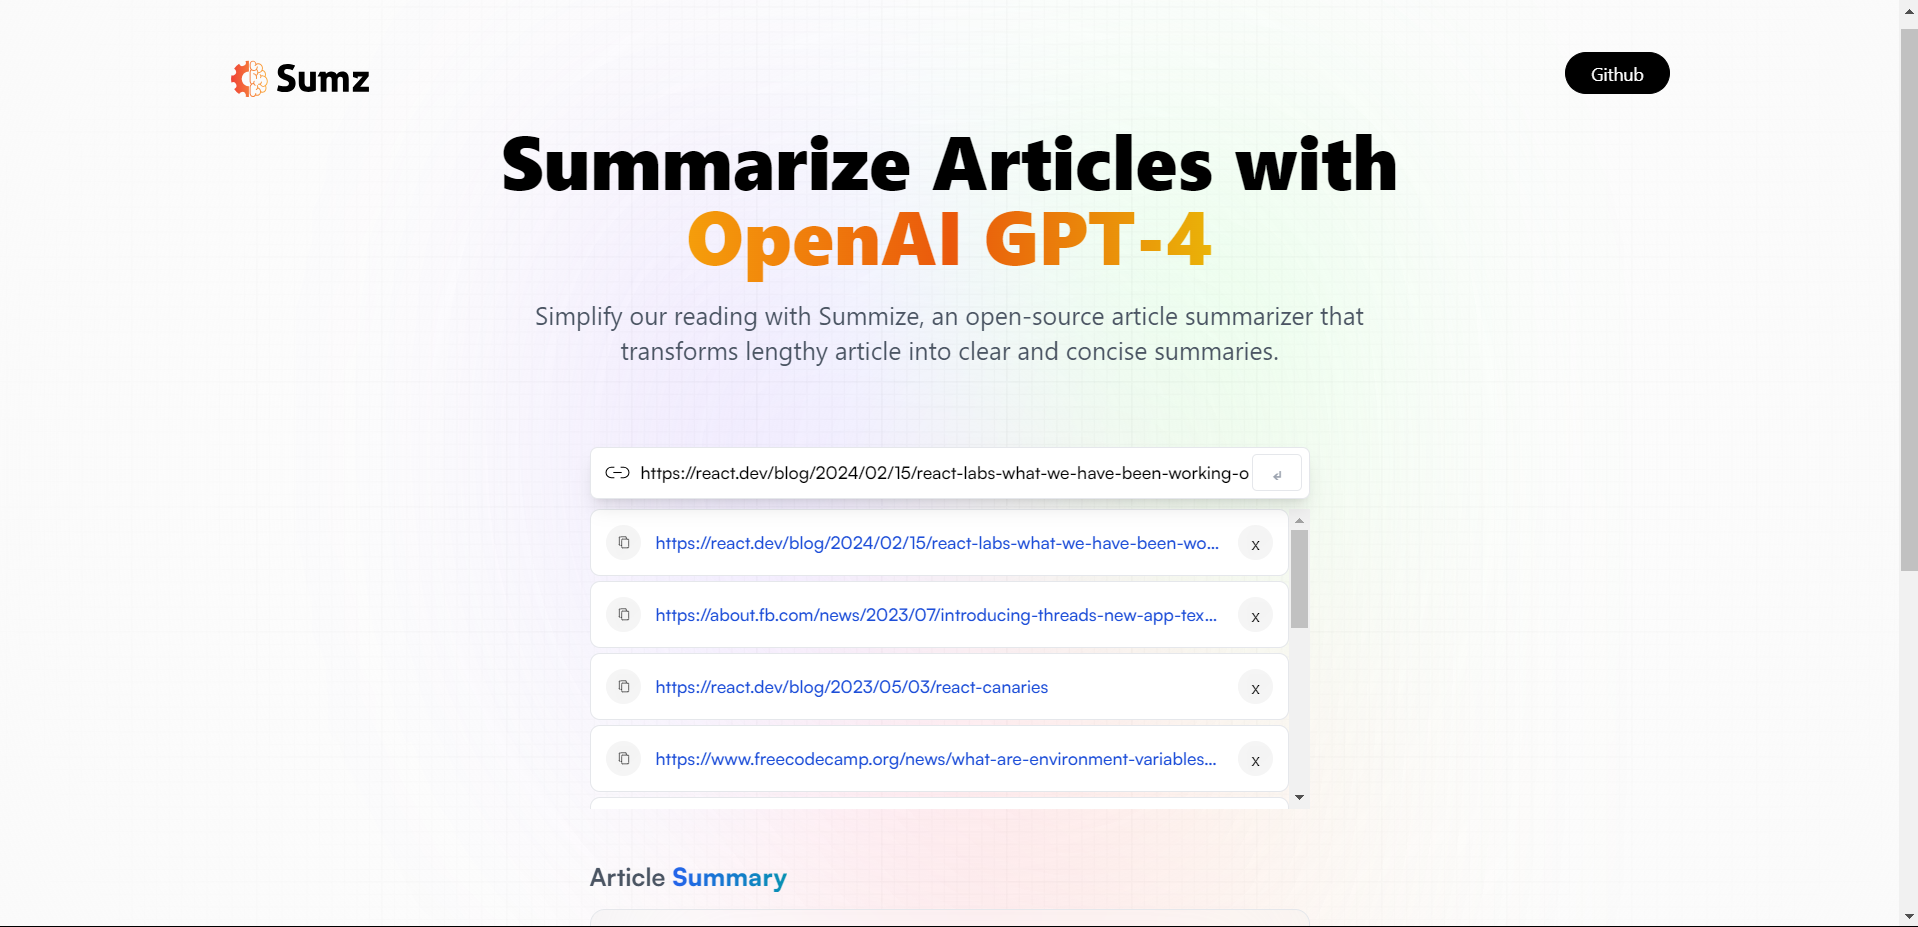 Sumz
Github
Summarize Articles with
OpenAI GPT-4
Simplify our reading with Summize, an open-source article summarizer that
transforms lengthy article into clear and concise summaries.
https://react.dev/blog/2024/02/15/react-labs-what-we-have-been-working-o
https://react.dev/blog/2024/02/15/react-labs-what-we-have-been-wo...
x
https://about.fb.com/news/2023/07/introducing-threads-new-app-tex...
x
https://react.dev/blog/2023/05/03/react-canaries
x
https://www.freecodecamp.org/news/what-are-environment-variables...
x
Article Summary